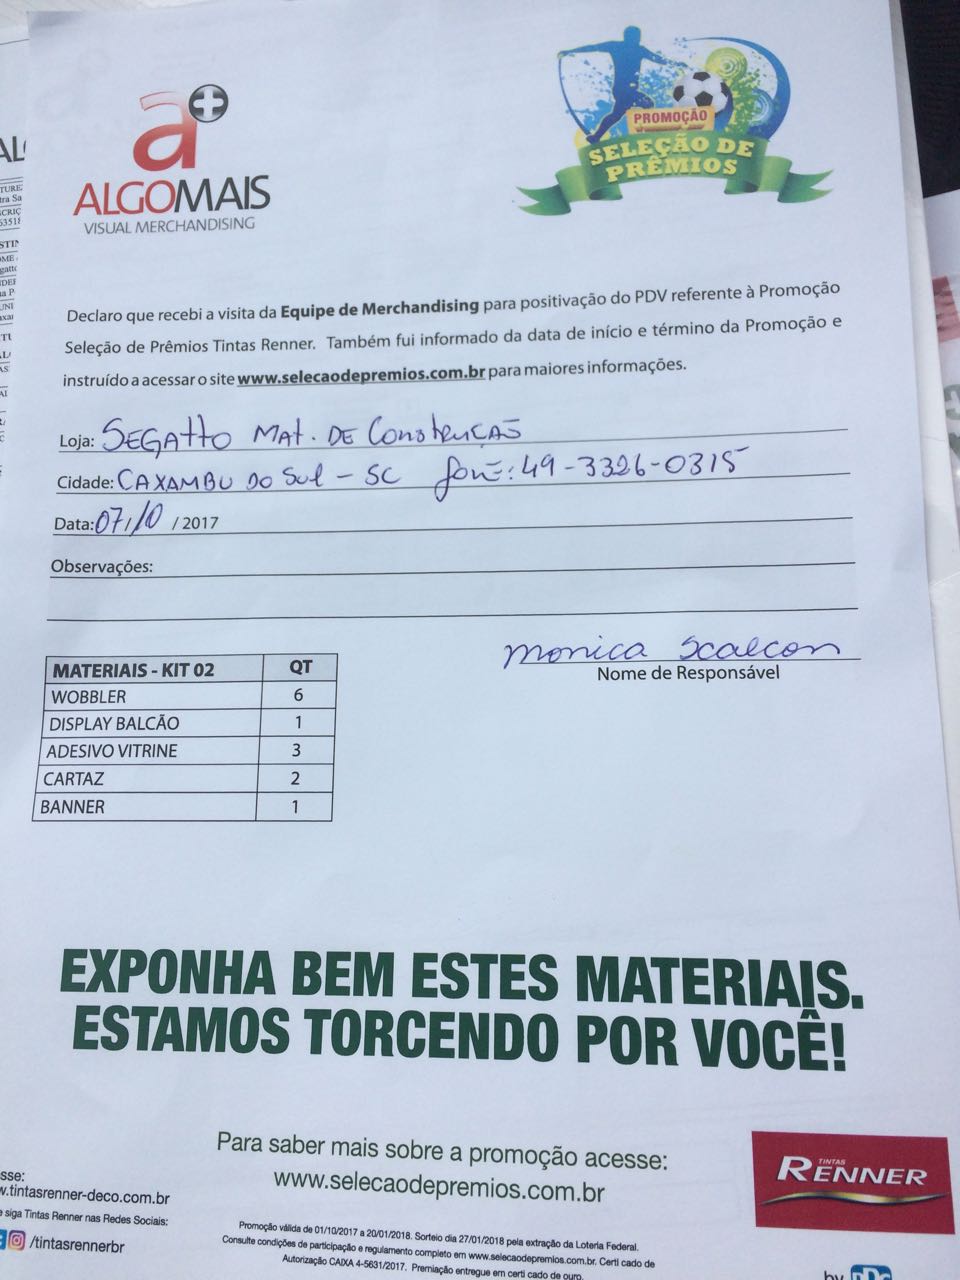 a+
ALGOMAIS
VISUAL MERCHANDISING
PROMOÇÃO
SELEÇÃO DE
PRÊMIOS
Declaro que recebi a visita da Equipe de Merchandising para positivação do PDV referente à Promoção
Seleção de Prêmios Tintas Renner. Também fui informado da data de início e término da Promoção e
instruído a acessar o site www.selecaodepremios.com.br para maiores informações.
Loja: SEGATTO MAT. DE CONSTRUÇÃO
Cidade: CAXAMBU DO SUL - SC FONE: 49-3326-0315
Data: 07/10 / 2017
Observações:
Monica Scalcon
Nome de Responsável
MATERIAIS - KIT 02 QT
WOBBLER 6
DISPLAY BALCÃO 1
ADESIVO VITRINE 3
CARTAZ 2
BANNER 1
EXPONHA BEM ESTES MATERIAIS.
ESTAMOS TORCENDO POR VOCÊ!
Para saber mais sobre a promoção acesse:
www.selecaodepremios.com.br
sse:
w.tintasrenner-deco.com.br
e siga Tintas Renner nas Redes Sociais:
/tintasrennerbr
Promoção válida de 01/10/2017 a 20/01/2018. Sorteio dia 27/01/2018 pela extração da Loteria Federal.
Consulte condições de participação e regulamento completo em www.selecaodepremios.com.br. Certi cado de
Autorização CAIXA 4-5631/2017. Premiação entregue em certi cado de ouro.
TINTAS
RENNER
by PPG